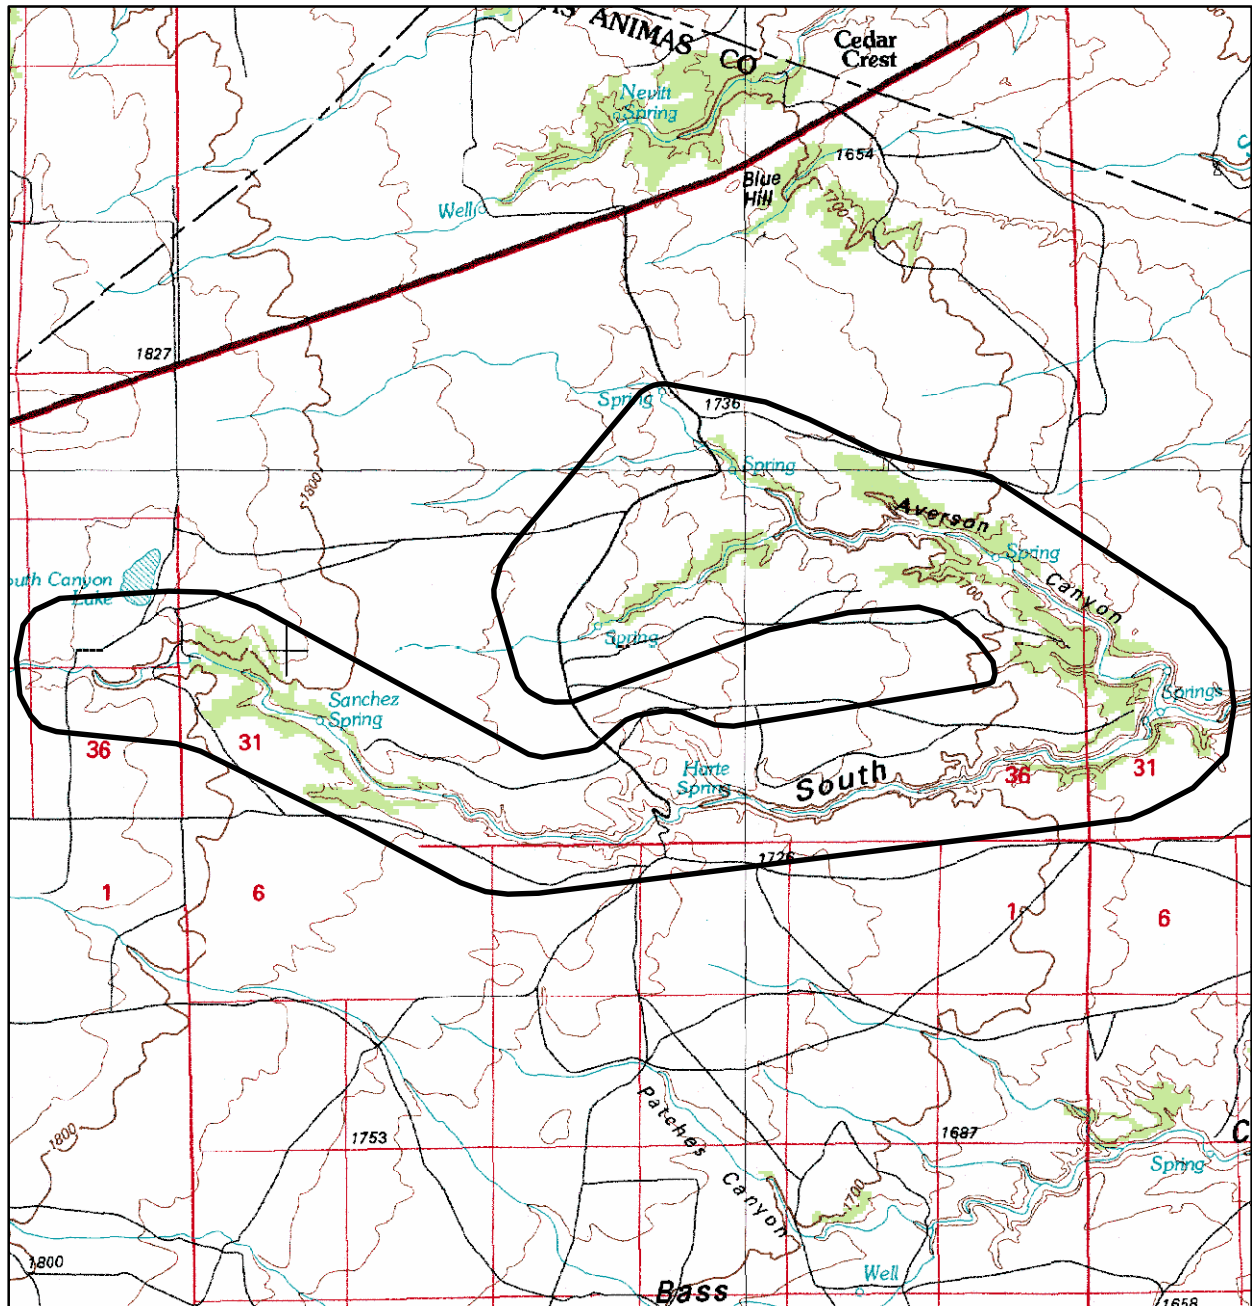 AS ANIMAS CO
Cedar
Crest
Nevitt
Spring
1654
Well
Blue
Hill
1700
1827
Spring
1736
Spring
1800
Averson
Spring
outh Canyon
Lake
1700
Canyon
Spring
Springs
Sanchez
Spring
36
31
Harte
Spring
South
36
31
1726
1
6
1
6
Patches
1800
1753
1687
C
Spring
Canyon
1700
1800
Well
Bass
1658